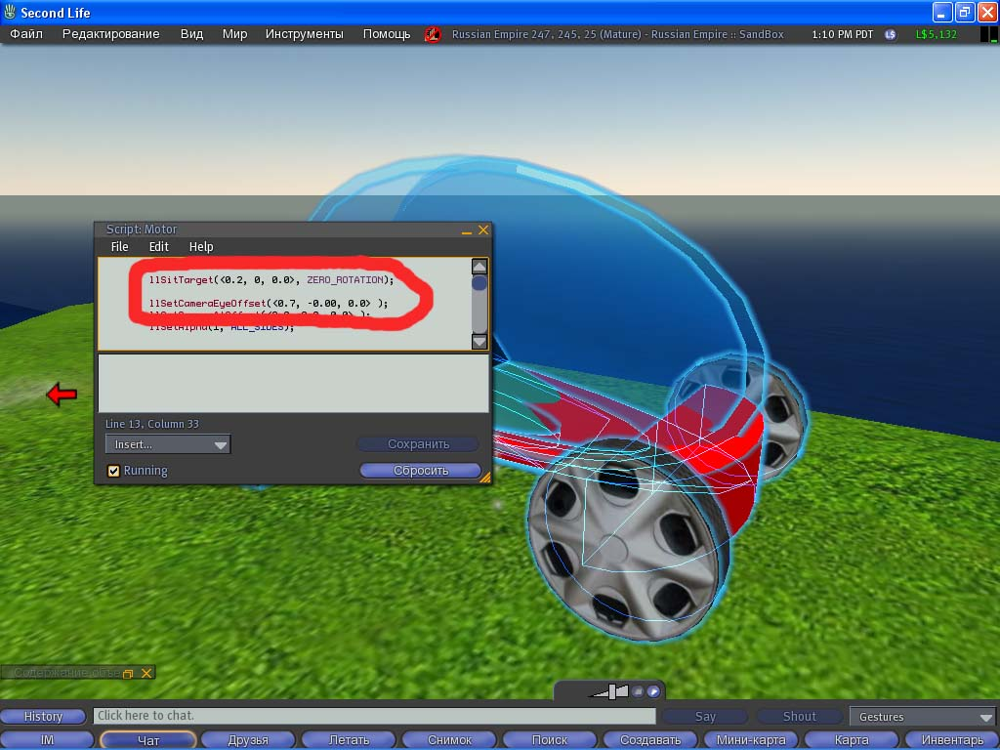 Second Life
Файл Редактирование Вид Мир Инструменты Помощь Russian Empire 247, 245, 25 (Mature) - Russian Empire :: SandBox 1:10 PM PDT L$ L$5,132
Script: Motor
File Edit Help
llSitTarget(<0.2, 0, 0.0>, ZERO_ROTATION);
llSetCameraEyeOffset(<0.7, -0.00, 0.0> );
llSetAlpha(1, ALL_SIDES);
Line 13, Column 33
Insert... Сохранить
Running Сбросить
Содержание объе
History Click here to chat. Say Shout Gestures
IM Чат Друзья Летать Снимок Поиск Создавать Мини-карта Карта Инвентарь